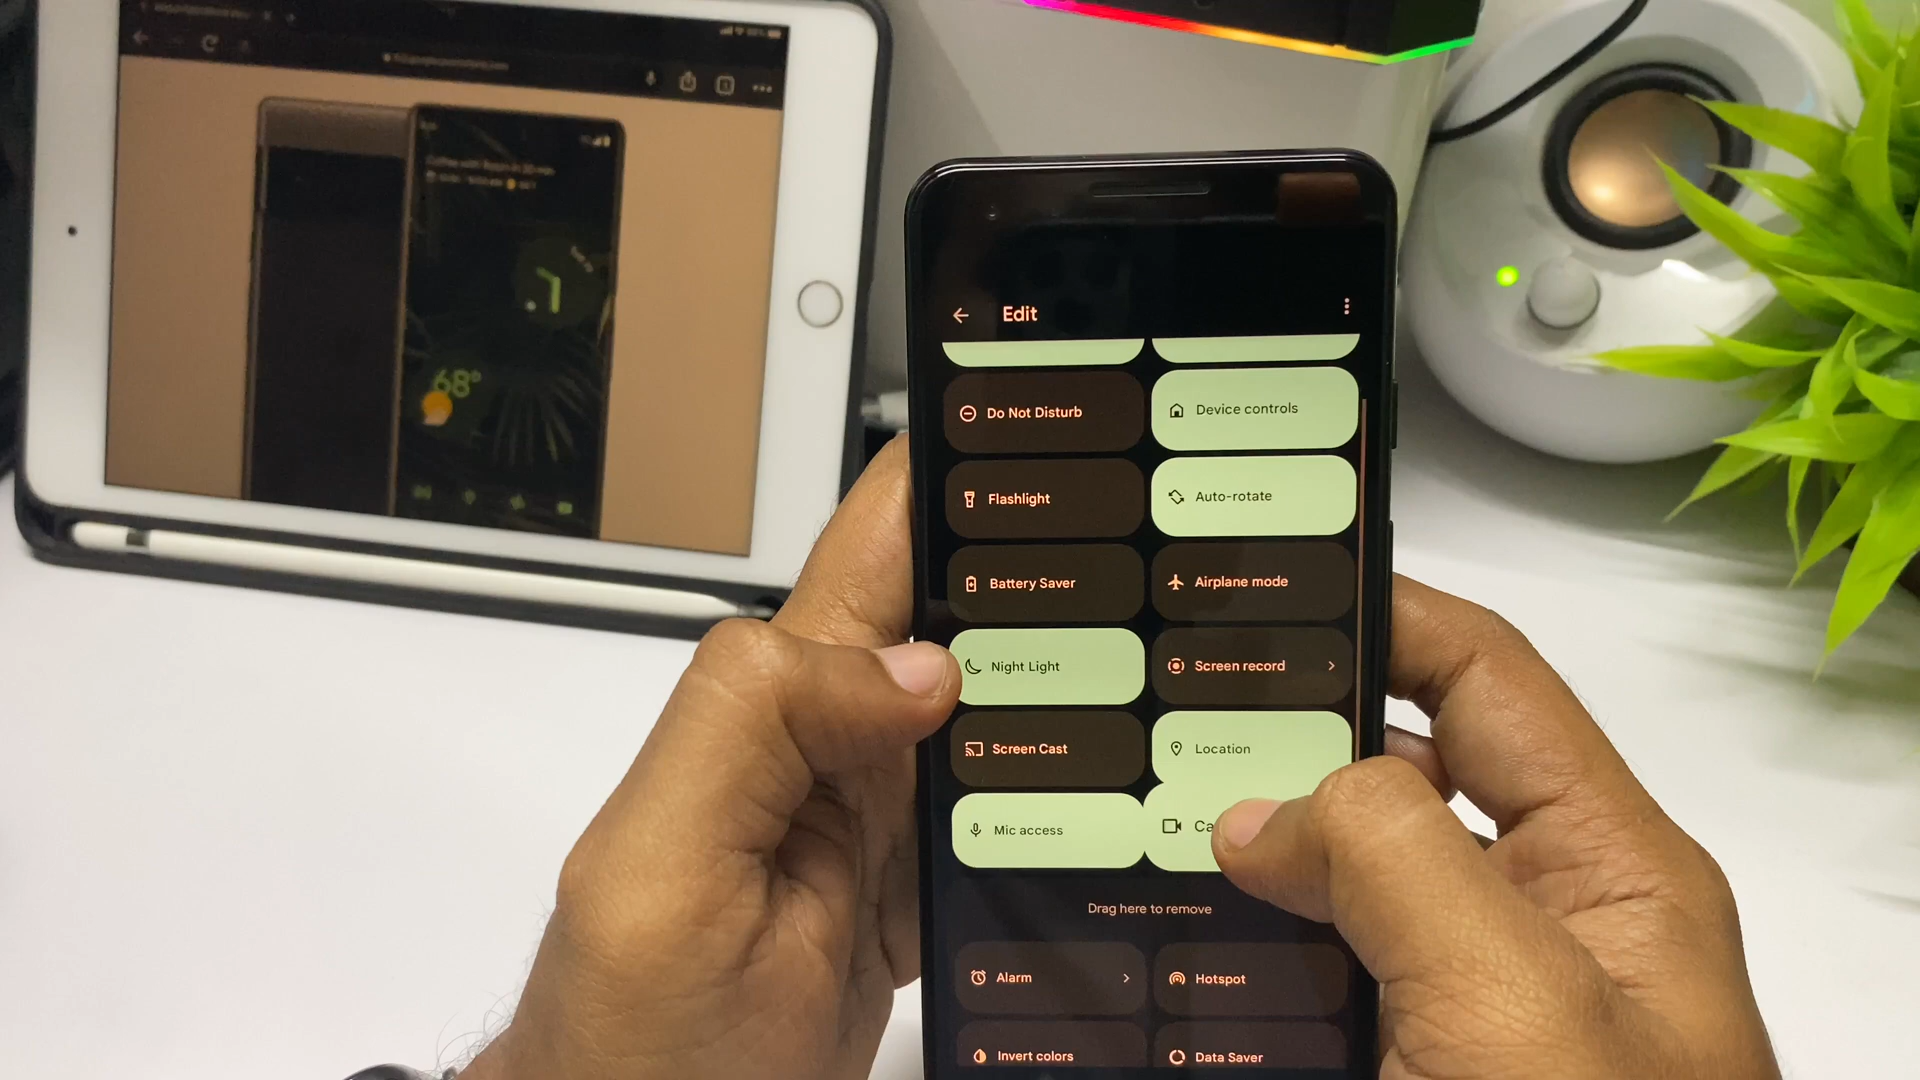 68°
Edit
Do Not Disturb
Device controls
Flashlight
Auto-rotate
Battery Saver
Airplane mode
Night Light
Screen record
Screen Cast
Location
Mic access
Ca
Drag here to remove
Alarm
Hotspot
Invert colors
Data Saver